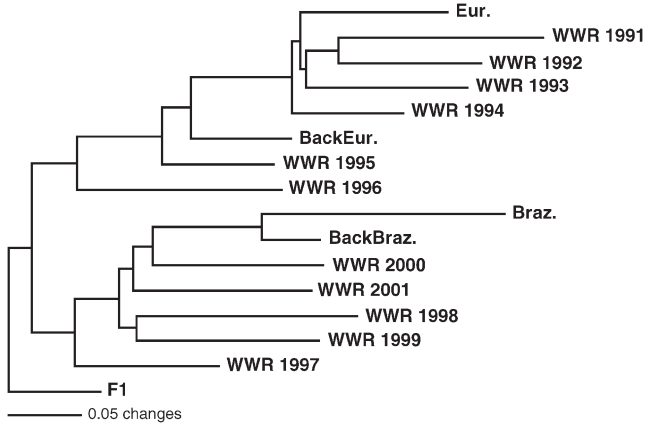 Eur.
WWR 1991
WWR 1992
WWR 1993
WWR 1994
BackEur.
WWR 1995
WWR 1996
Braz.
BackBraz.
WWR 2000
WWR 2001
WWR 1998
WWR 1999
WWR 1997
F1
0.05 changes